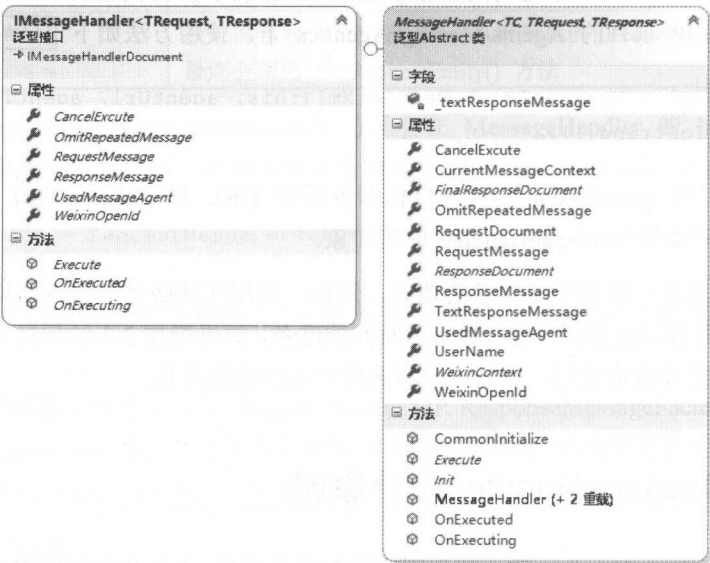 IMessageHandler<TRequest, TResponse>
泛型接口
IMessageHandlerDocument
属性
CancelExcute
OmitRepeatedMessage
RequestMessage
ResponseMessage
UsedMessageAgent
WeixinOpenId
方法
Execute
OnExecuted
OnExecuting
MessageHandler<TC, TRequest, TResponse>
泛型Abstract 类
字段
_textResponseMessage
属性
CancelExcute
CurrentMessageContext
FinalResponseDocument
OmitRepeatedMessage
RequestDocument
RequestMessage
ResponseDocument
ResponseMessage
TextResponseMessage
UsedMessageAgent
UserName
WeixinContext
WeixinOpenId
方法
CommonInitialize
Execute
Init
MessageHandler (+ 2 重载)
OnExecuted
OnExecuting